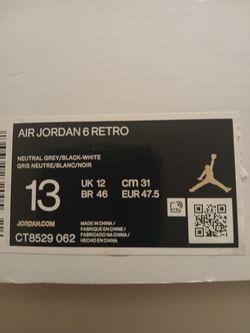 AIR JORDAN 6 RETRO
NEUTRAL GREY/BLACK-WHITE
GRIS NEUTRE/BLANC/NOIR
13
UK 12 CM 31
BR 46 EUR 47.5
JORDAN.COM
CT8529 062
MADE IN CHINA/
FABRIQUE EN CHINE/
FABRICADO NA CHINA/
HECHO EN CHINA